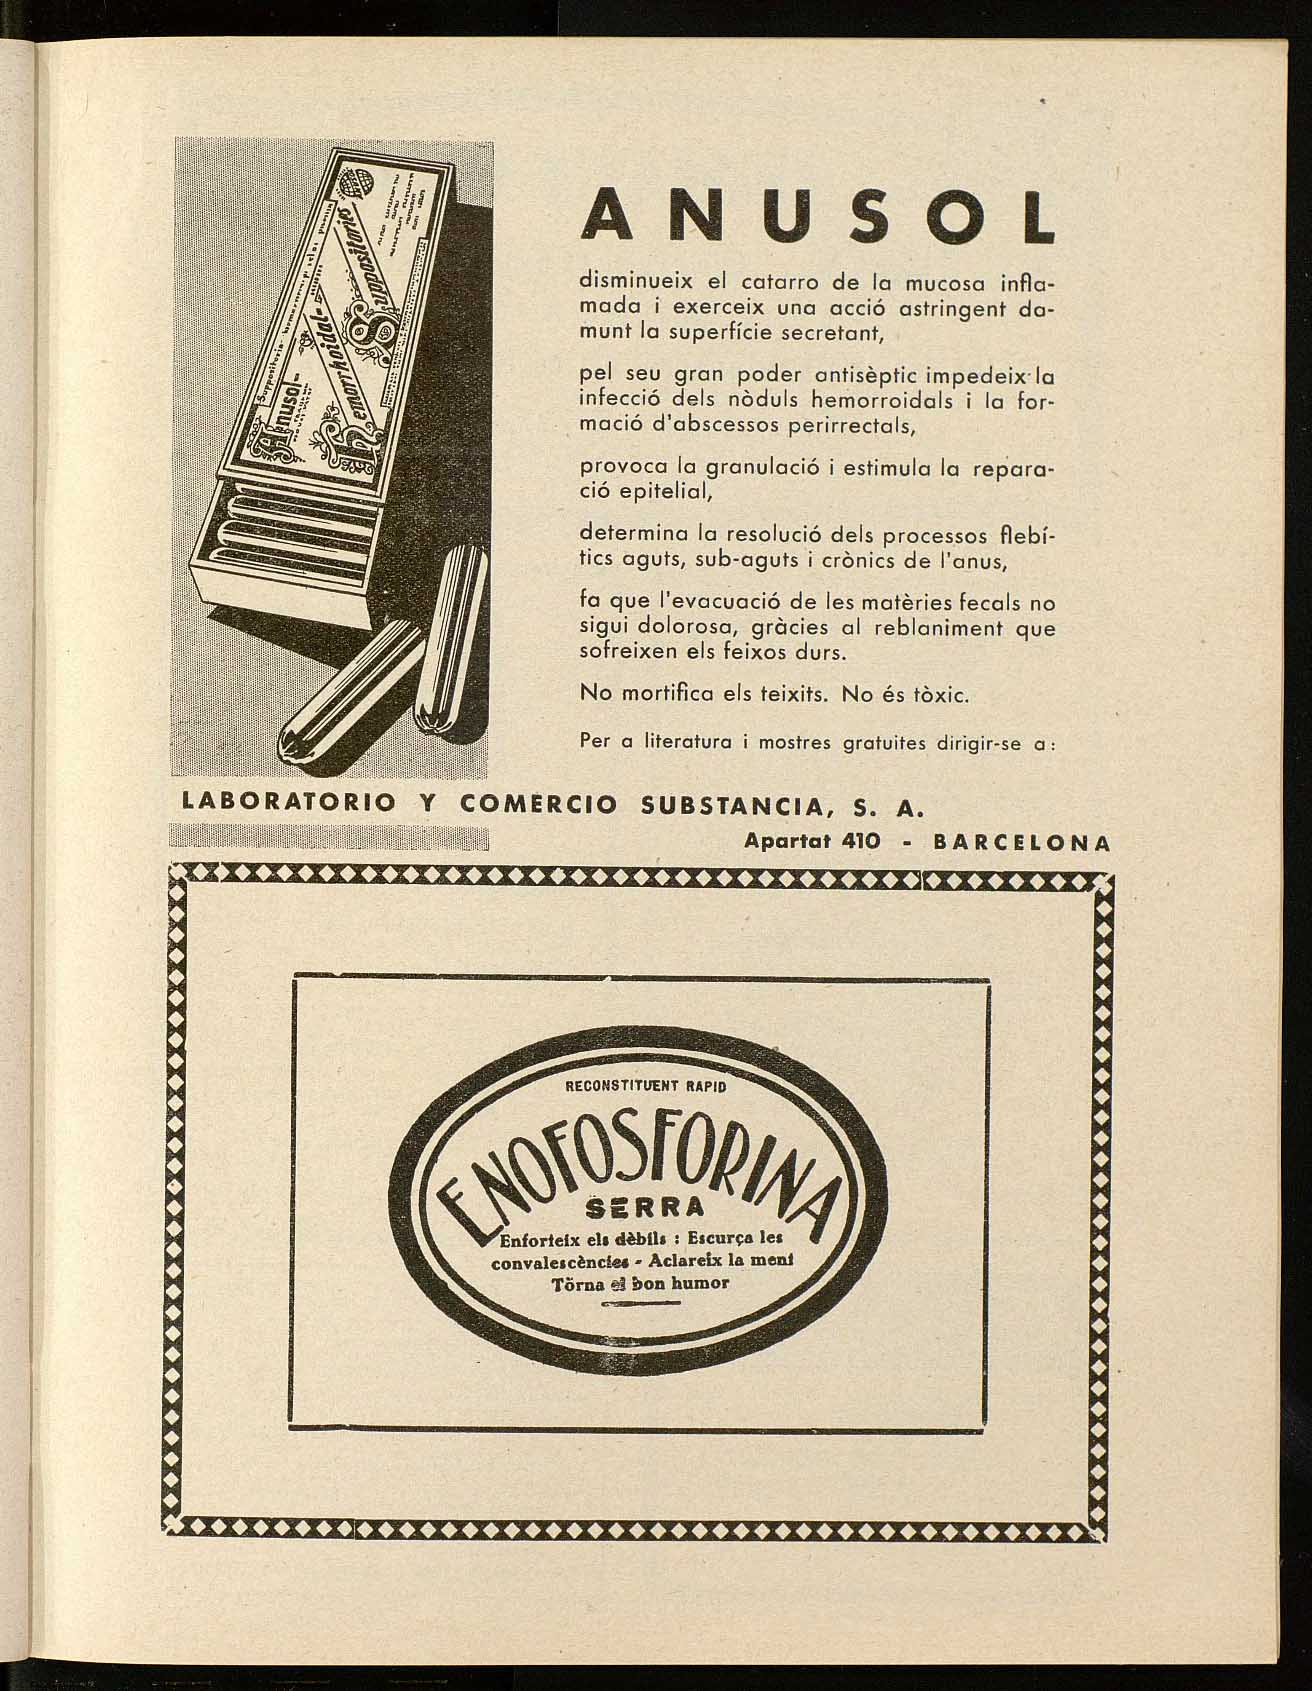 Anusol-
Hemorrhoidal-
Suppositories
ANUSOL
disminueix el catarro de la mucosa infla-
mada i exerceix una acció astringent da-
munt la superfície secretant,
pel seu gran poder antisèptic impedeix la
infecció dels nòduls hemorroidals i la for-
mació d'abscessos perirrectals,
provoca la granulació i estimula la repara-
ció epitelial,
determina la resolució dels processos flebí-
tics aguts, sub-aguts i crònics de l'anus,
fa que l'evacuació de les matèries fecals no
sigui dolorosa, gràcies al reblaniment que
sofreixen els feixos durs.
No mortifica els teixits. No és tòxic.
Per a literatura i mostres gratuites dirigir-se a:
LABORATORIO Y COMERCIO SUBSTANCIA, S. A.
Apartat 410 - BARCELONA
RECONSTITUENT RAPID
ENOFOSFORINA
SERRA
Enforteix els dèbils : Escurça les
convalescències - Aclareix la ment
Tòrna el bon humor